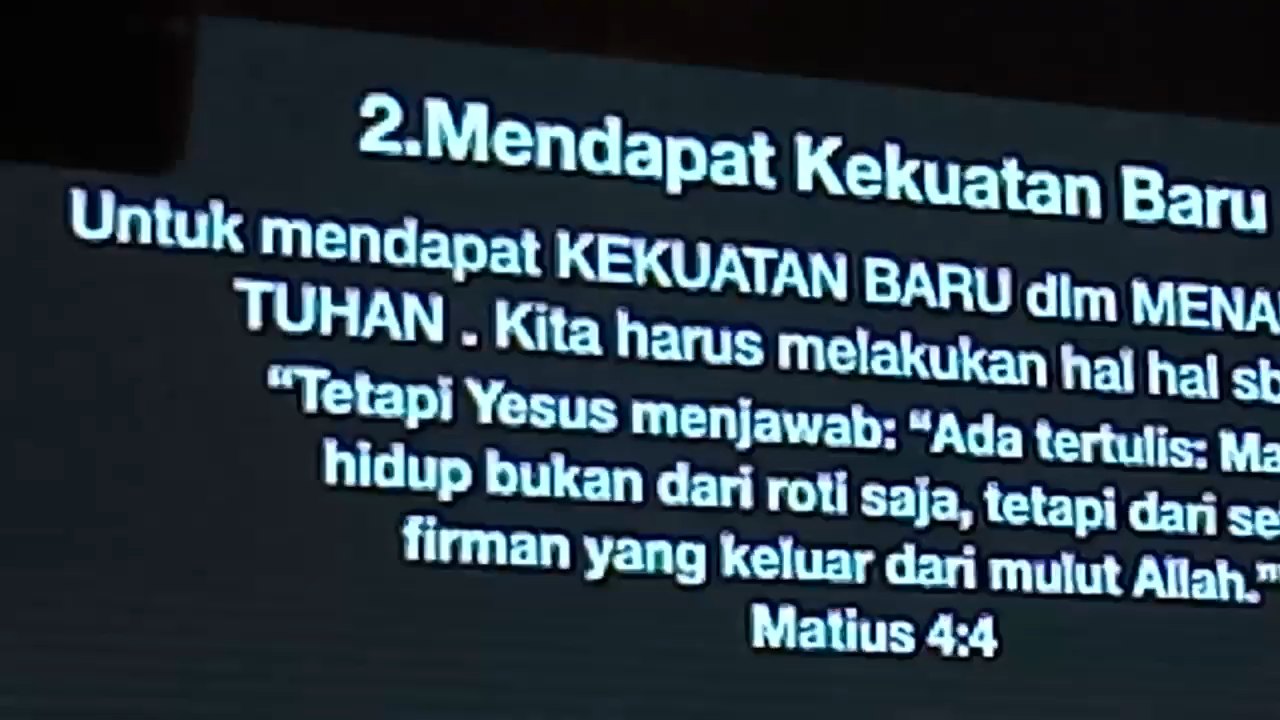 2.Mendapat Kekuatan Baru
Untuk mendapat KEKUATAN BARU dlm
TUHAN . Kita harus melakukan hal hal
“Tetapi Yesus menjawab: “Ada tertulis:
hidup bukan dari roti saja, tetapi dari
firman yang keluar dari mulut Allah.”
Matius 4:4